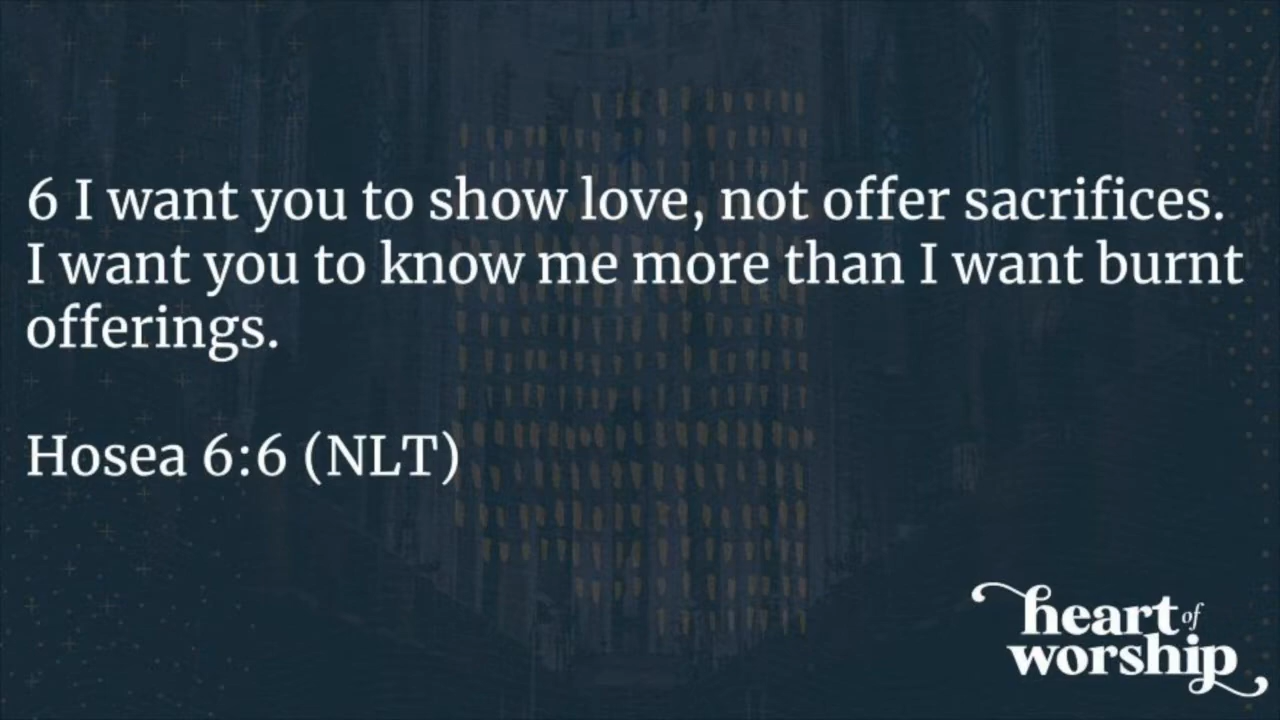 6 I want you to show love, not offer sacrifices.
I want you to know me more than I want burnt
offerings.
Hosea 6:6 (NLT)
heart of
worship